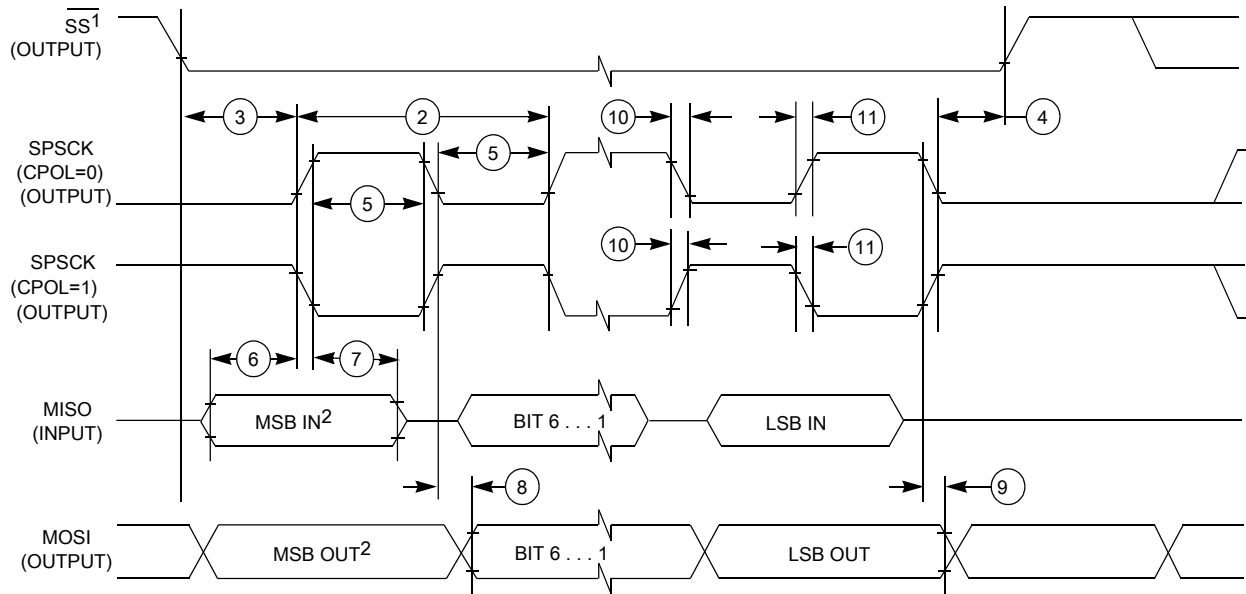 SS¹
(OUTPUT)
3
2
10
11
4
SPSCK
(CPOL=0)
(OUTPUT)
5
5
SPSCK
(CPOL=1)
(OUTPUT)
10
11
6
7
MISO
(INPUT)
MSB IN²
BIT 6 . . . 1
LSB IN
8
9
MOSI
(OUTPUT)
MSB OUT²
BIT 6 . . . 1
LSB OUT